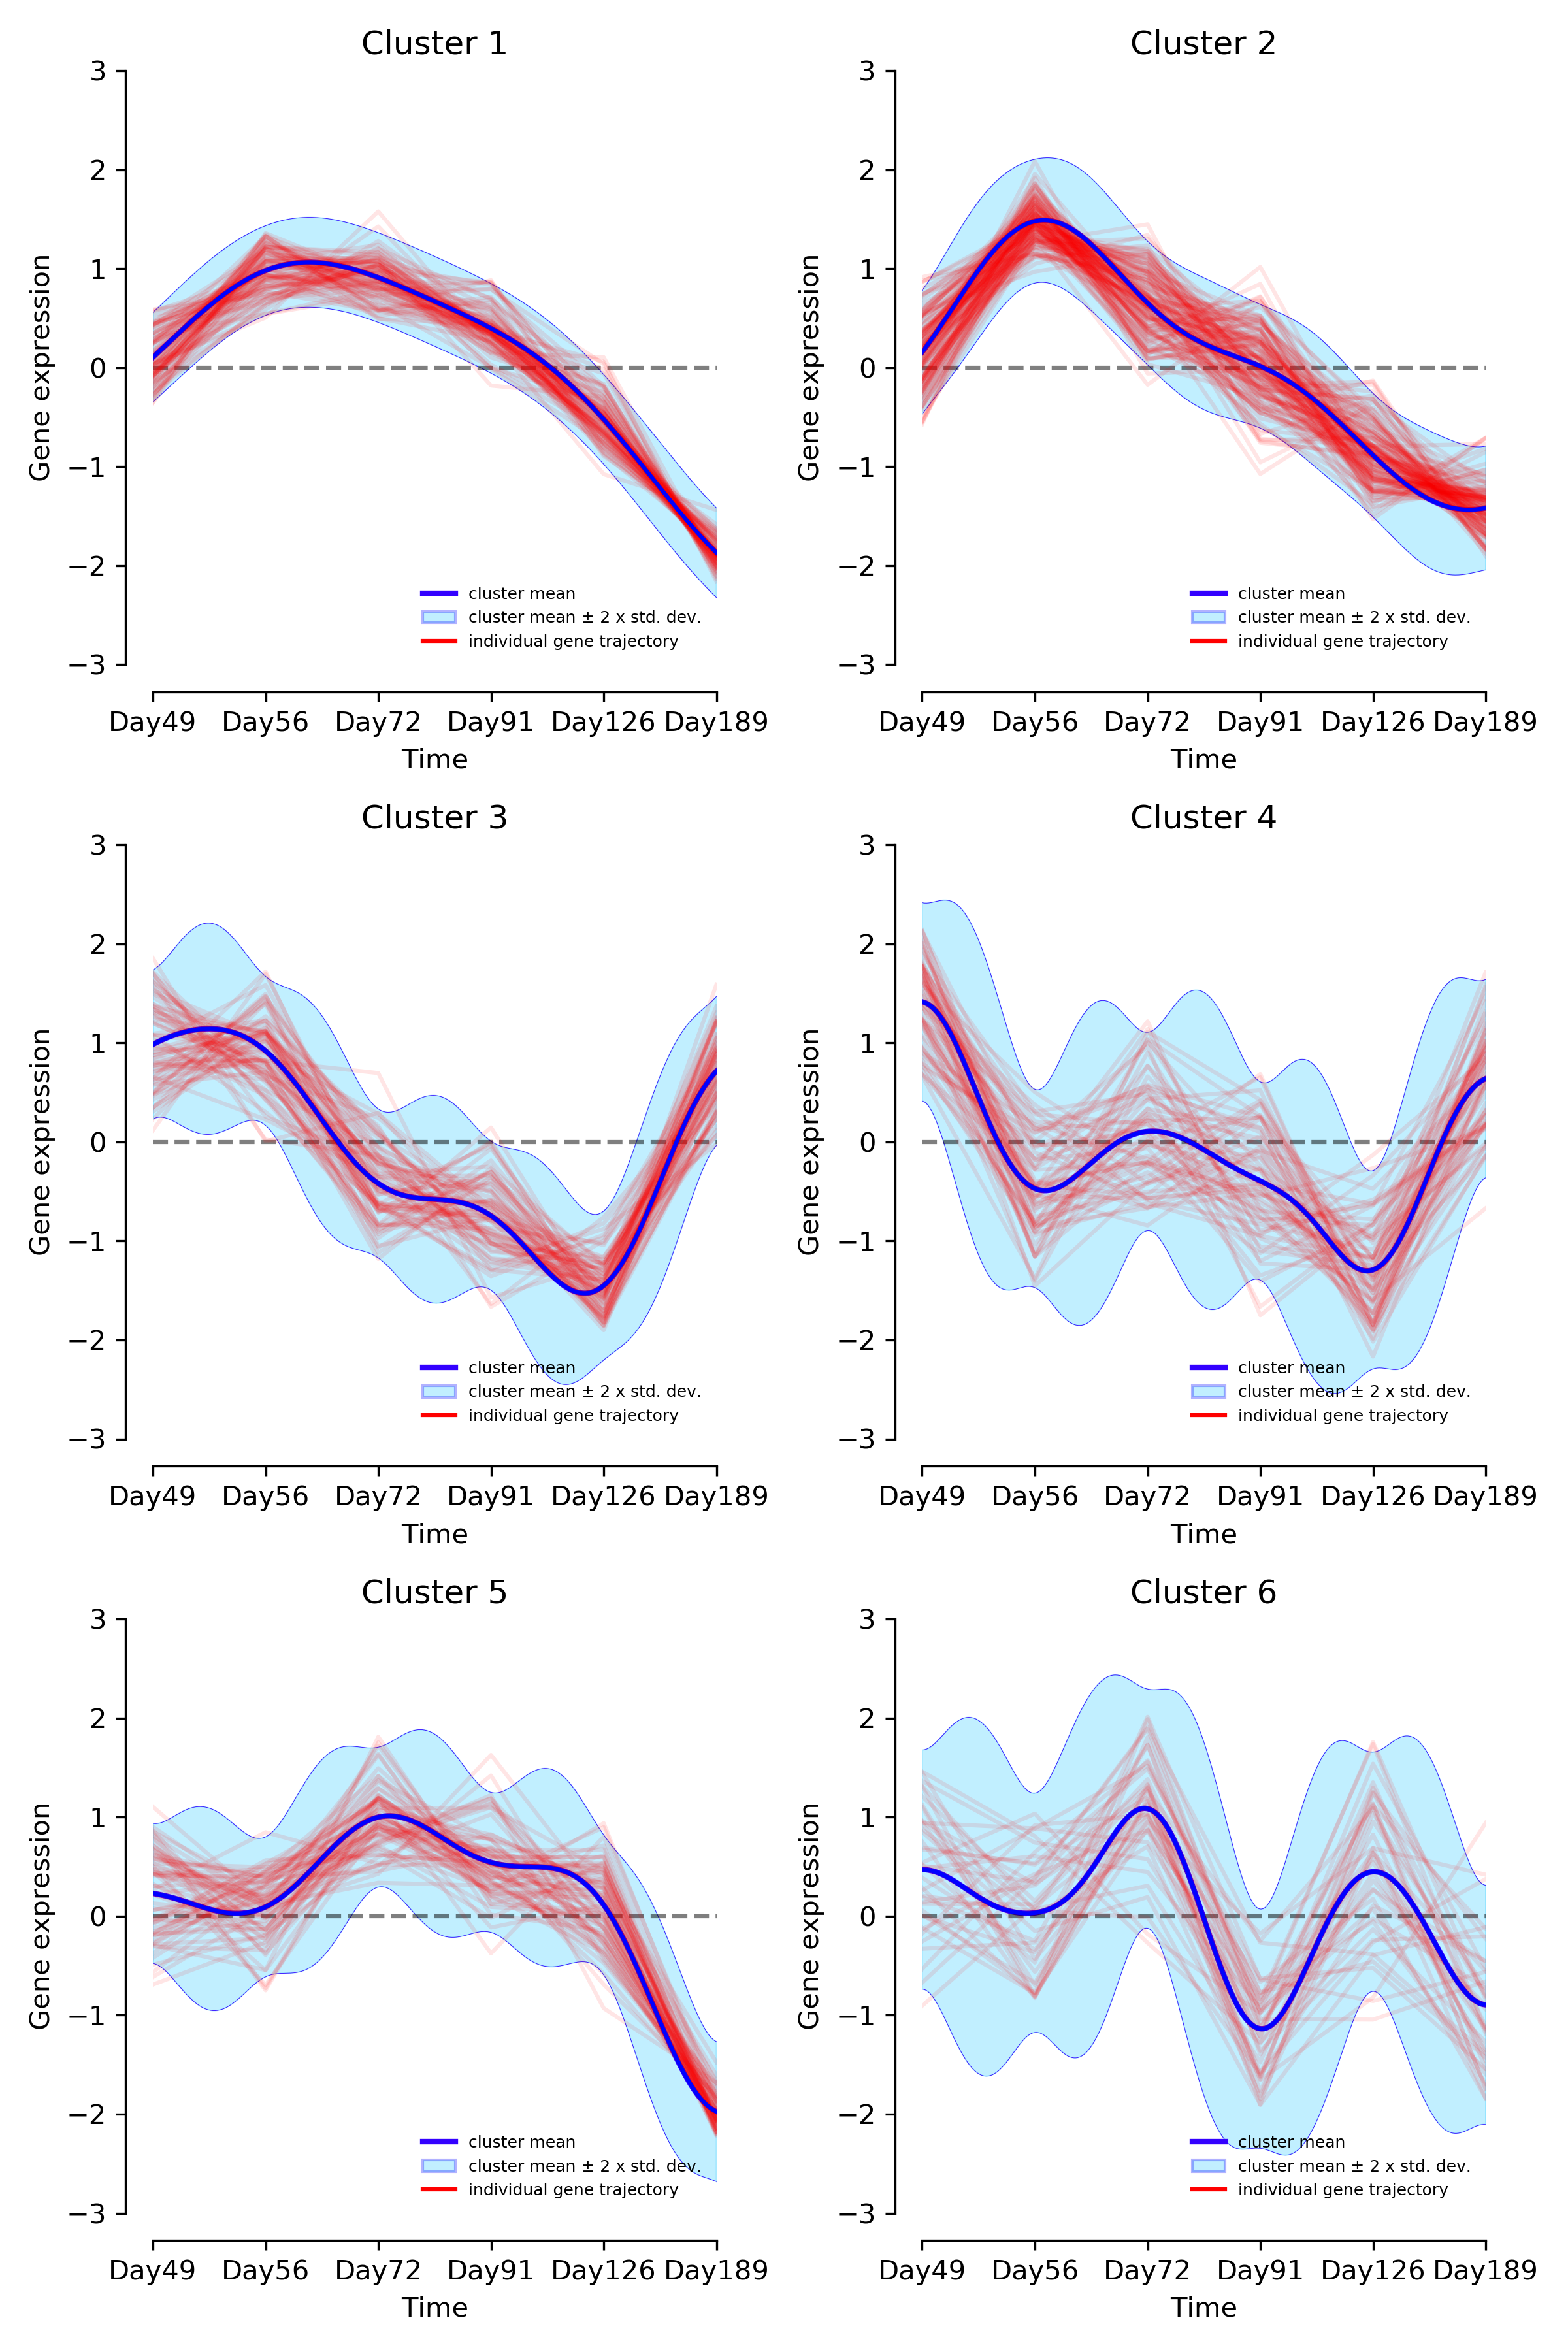 Cluster 1
Gene expression
3
2
1
0
−1
−2
−3
cluster mean
cluster mean ± 2 x std. dev.
individual gene trajectory
Day49 Day56 Day72 Day91 Day126 Day189
Time
Cluster 2
Gene expression
3
2
1
0
−1
−2
−3
cluster mean
cluster mean ± 2 x std. dev.
individual gene trajectory
Day49 Day56 Day72 Day91 Day126 Day189
Time
Cluster 3
Gene expression
3
2
1
0
−1
−2
−3
cluster mean
cluster mean ± 2 x std. dev.
individual gene trajectory
Day49 Day56 Day72 Day91 Day126 Day189
Time
Cluster 4
Gene expression
3
2
1
0
−1
−2
−3
cluster mean
cluster mean ± 2 x std. dev.
individual gene trajectory
Day49 Day56 Day72 Day91 Day126 Day189
Time
Cluster 5
Gene expression
3
2
1
0
−1
−2
−3
cluster mean
cluster mean ± 2 x std. dev.
individual gene trajectory
Day49 Day56 Day72 Day91 Day126 Day189
Time
Cluster 6
Gene expression
3
2
1
0
−1
−2
−3
cluster mean
cluster mean ± 2 x std. dev.
individual gene trajectory
Day49 Day56 Day72 Day91 Day126 Day189
Time